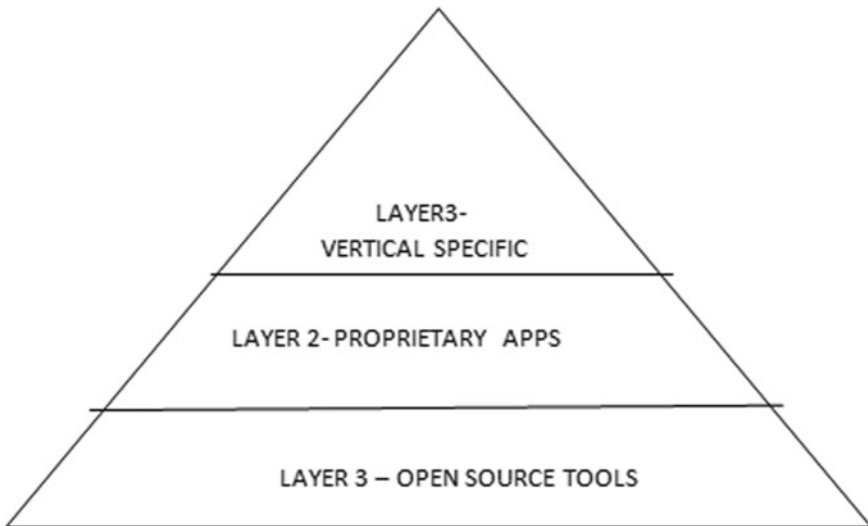 LAYER3-
VERTICAL SPECIFIC
LAYER 2- PROPRIETARY APPS
LAYER 3 – OPEN SOURCE TOOLS